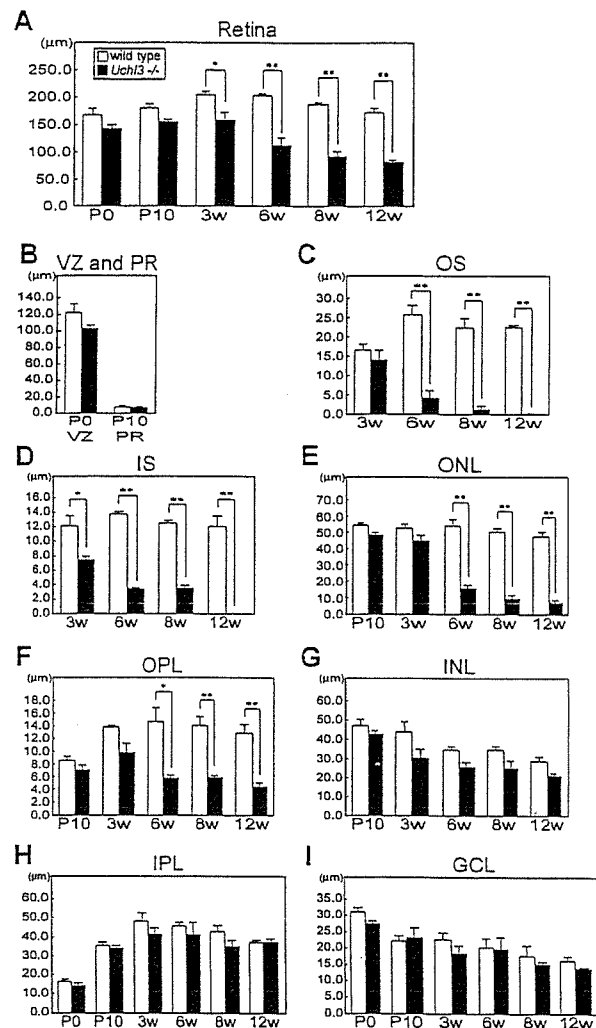 A
Retina
(μm)
wild type
Uchl3 -/-
250.0
200.0
150.0
100.0
50.0
0.0
* ** ** **
P0 P10 3w 6w 8w 12w
B
VZ and PR
(μm)
140.0
120.0
100.0
80.0
60.0
40.0
20.0
0.0
P0 P10
VZ PR
C
OS
(μm)
30.0
25.0
20.0
15.0
10.0
5.0
0.0
** ** **
3w 6w 8w 12w
D
IS
(μm)
16.0
14.0
12.0
10.0
8.0
6.0
4.0
2.0
0.0
* ** ** **
3w 6w 8w 12w
E
ONL
(μm)
70.0
60.0
50.0
40.0
30.0
20.0
10.0
0.0
** ** **
P10 3w 6w 8w 12w
F
OPL
(μm)
18.0
16.0
14.0
12.0
10.0
8.0
6.0
4.0
2.0
0.0
* ** **
P10 3w 6w 8w 12w
G
INL
(μm)
60.0
50.0
40.0
30.0
20.0
10.0
0.0
P10 3w 6w 8w 12w
H
IPL
(μm)
60.0
50.0
40.0
30.0
20.0
10.0
0.0
P0 P10 3w 6w 8w 12w
I
GCL
(μm)
35.0
30.0
25.0
20.0
15.0
10.0
5.0
0.0
P0 P10 3w 6w 8w 12w